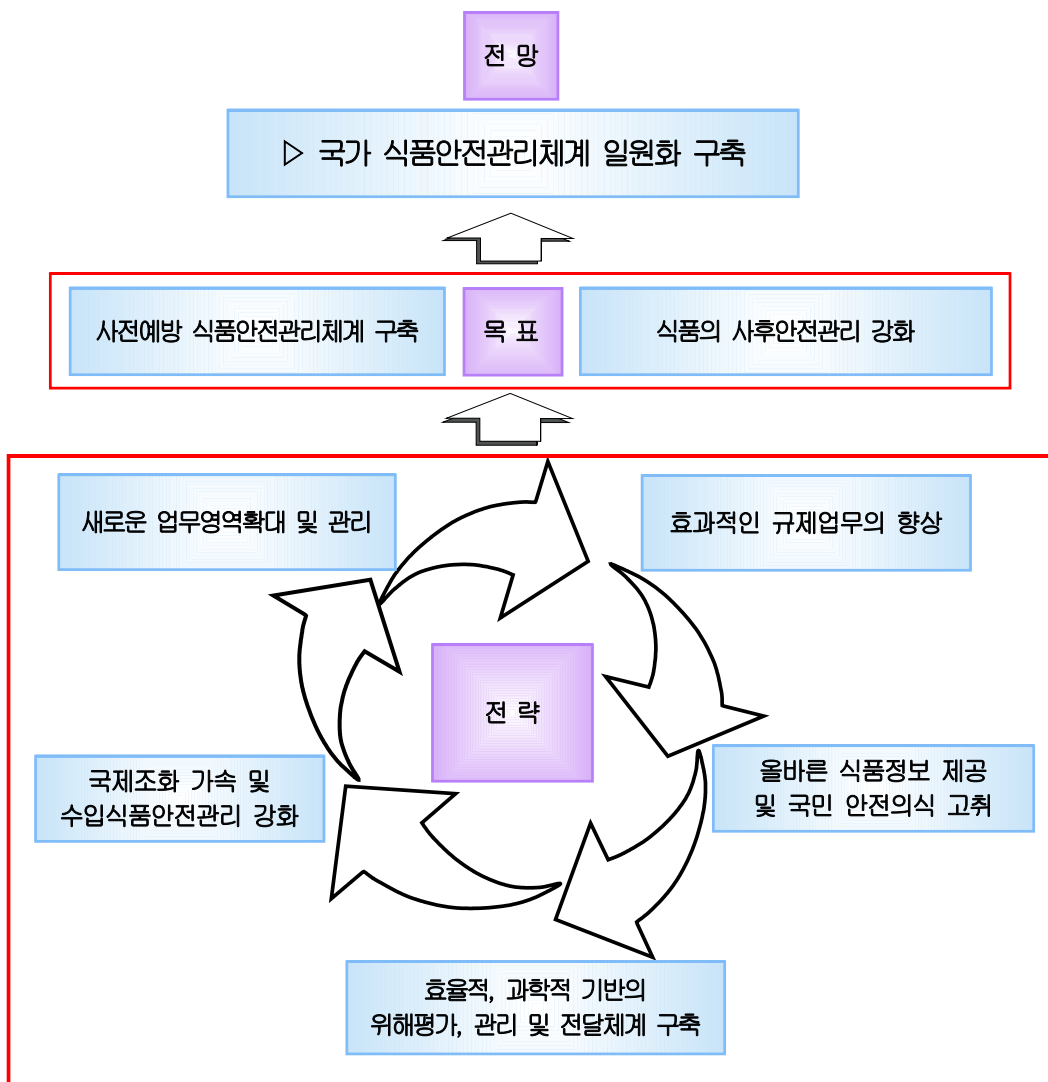 전 망
▷ 국가 식품안전관리체계 일원화 구축
사전예방 식품안전관리체계 구축
목 표
식품의 사후안전관리 강화
새로운 업무영역확대 및 관리
효과적인 규제업무의 향상
전 략
국제조화 가속 및
수입식품안전관리 강화
올바른 식품정보 제공
및 국민 안전의식 고취
효율적, 과학적 기반의
위해평가, 관리 및 전달체계 구축